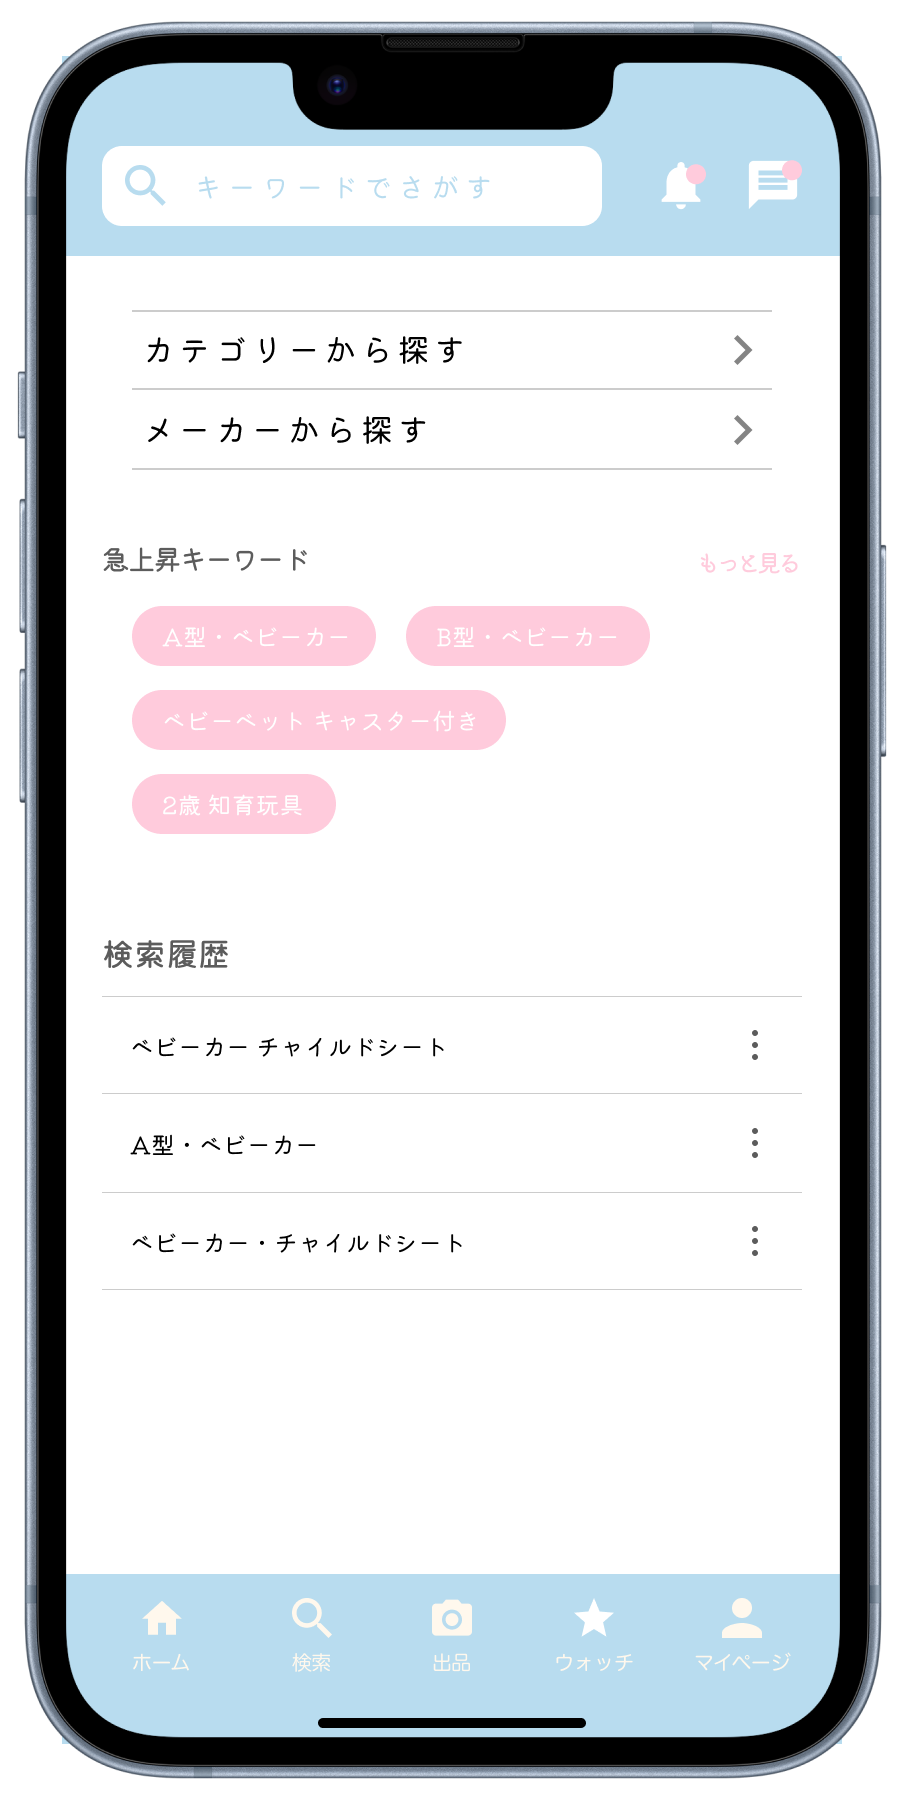 キーワードでさがす
カテゴリーから探す
メーカーから探す
急上昇キーワード
もっと見る
A型・ベビーカー
B型・ベビーカー
ベビーベット キャスター付き
2歳 知育玩具
検索履歴
ベビーカー チャイルドシート
A型・ベビーカー
ベビーカー・チャイルドシート
ホーム 検索 出品 ウォッチ マイページ